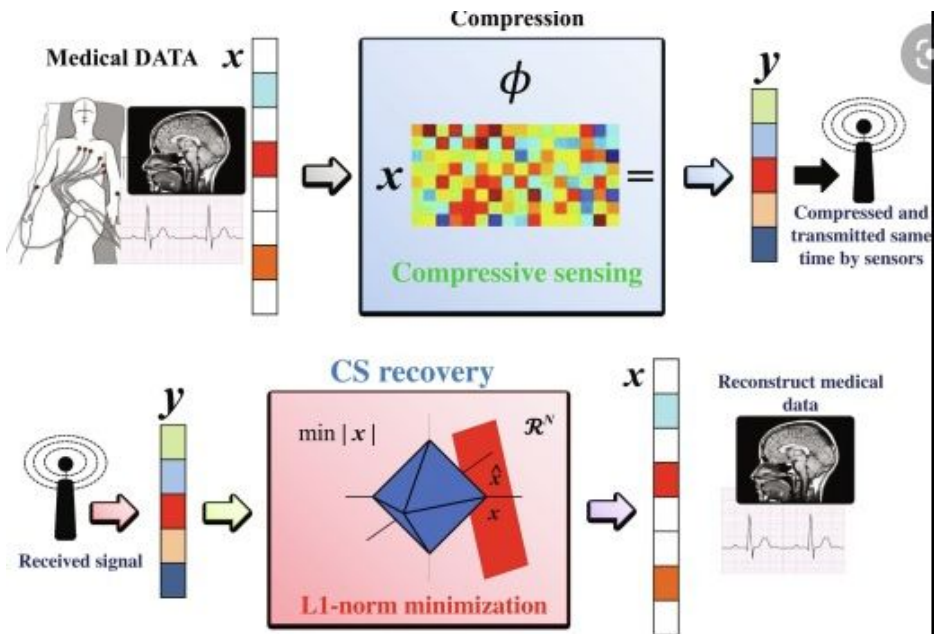 Compression
Medical DATA
x
ϕ
x
=
Compressive sensing
y
Compressed and
transmitted same
time by sensors
CS recovery
y
min | x |
ℛᴺ
x̂
x
L1-norm minimization
Received signal
x
Reconstruct medical
data